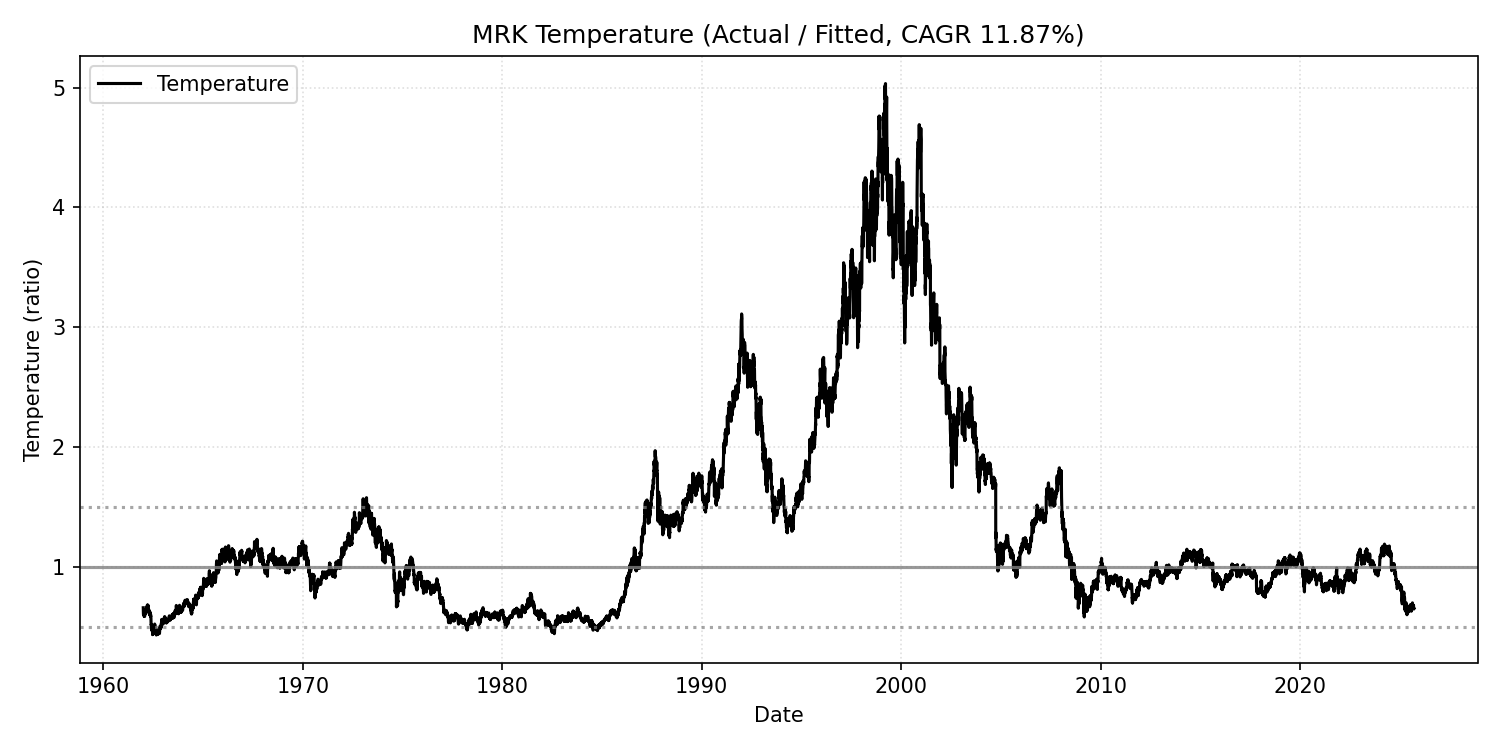 MRK Temperature (Actual / Fitted, CAGR 11.87%)
Temperature
Temperature (ratio)
5
4
3
2
1
1960 1970 1980 1990 2000 2010 2020
Date